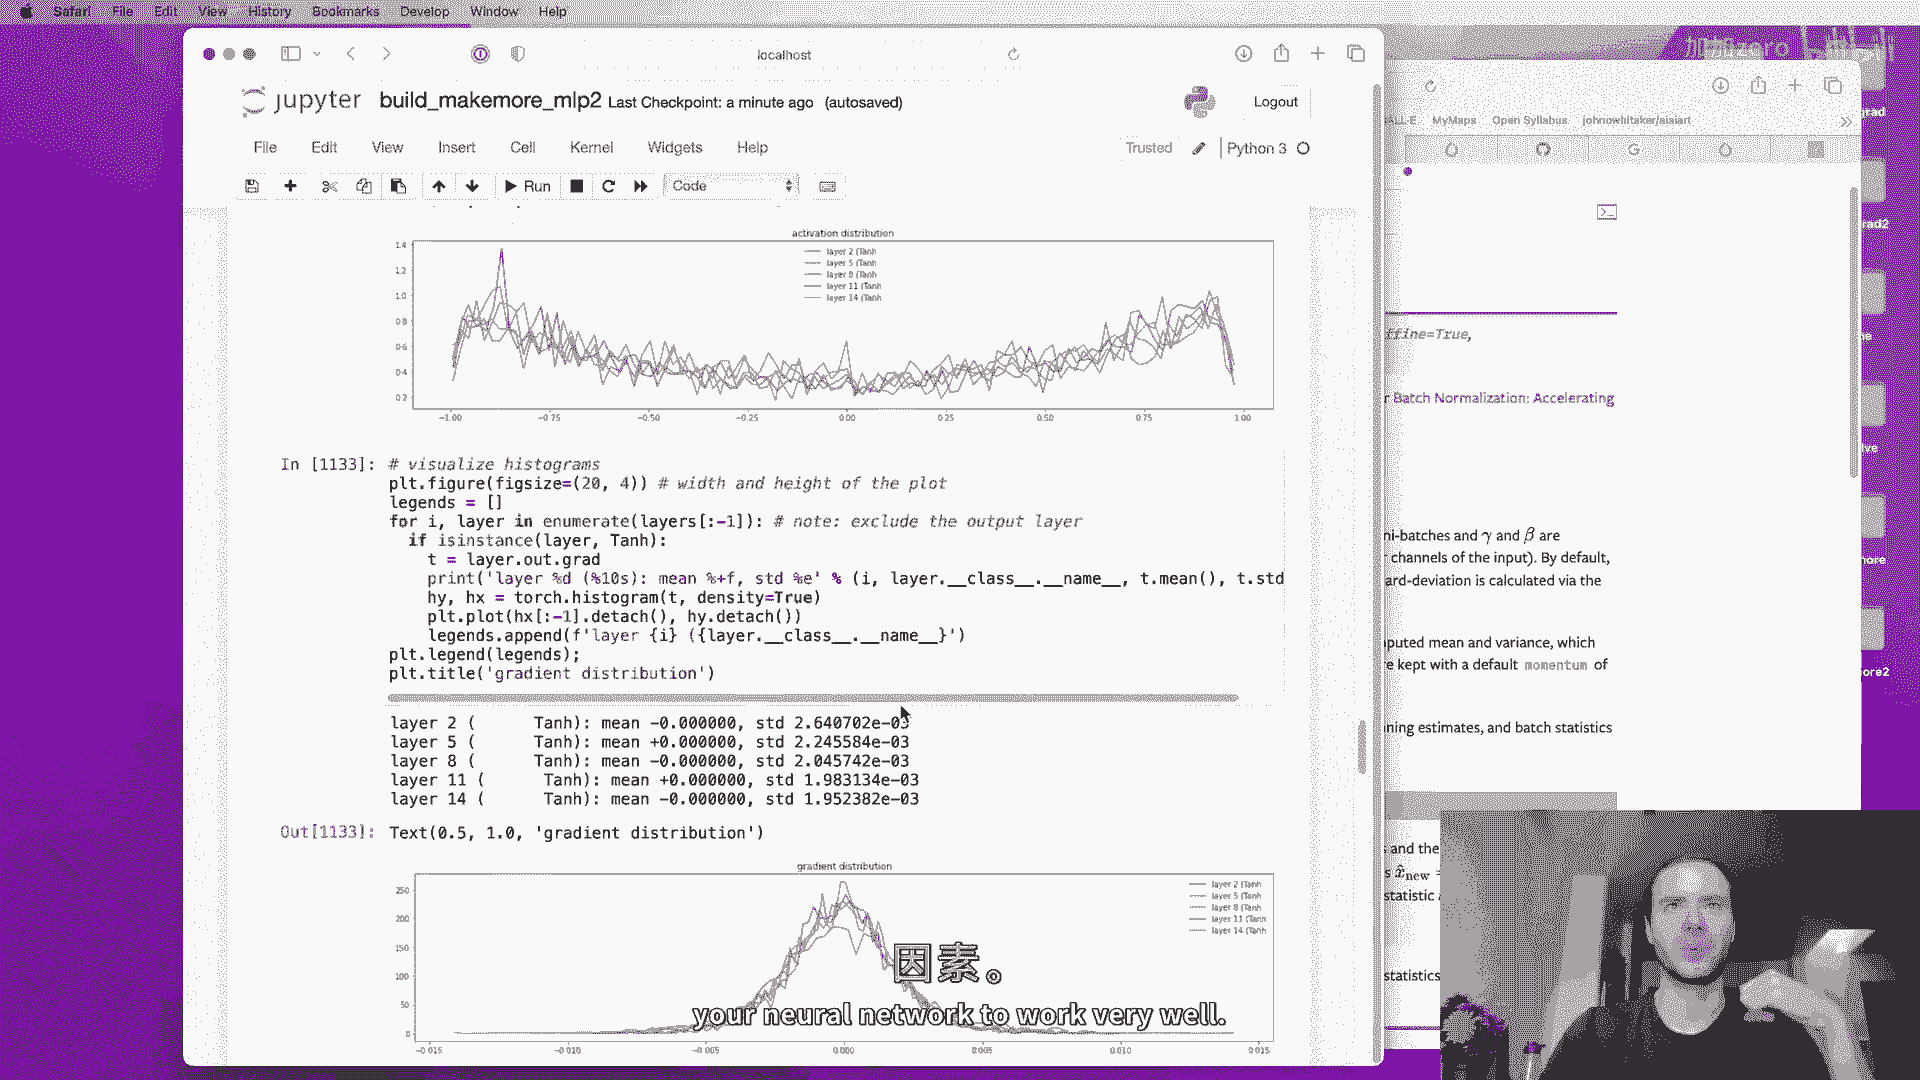 Safari File Edit View History Bookmarks Develop Window Help
localhost
jupyter build_makemore_mlp2 Last Checkpoint: a minute ago (autosaved)
Logout
File Edit View Insert Cell Kernel Widgets Help
Trusted Python 3
Run Code
activation distribution
layer 2 (Tanh
layer 5 (Tanh
layer 8 (Tanh
layer 11 (Tanh
layer 14 (Tanh
1.4
1.2
1.0
0.8
0.6
0.4
0.2
-1.00 -0.75 -0.50 -0.25 0.00 0.25 0.50 0.75 1.00
In [1133]: # visualize histograms
plt.figure(figsize=(20, 4)) # width and height of the plot
legends = []
for i, layer in enumerate(layers[:-1]): # note: exclude the output layer
if isinstance(layer, Tanh):
t = layer.out.grad
print('layer %d (%10s): mean %+f, std %e' % (i, layer.__class__.__name__, t.mean(), t.std
hy, hx = torch.histogram(t, density=True)
plt.plot(hx[:-1].detach(), hy.detach())
legends.append(f'layer {i} ({layer.__class__.__name__}')
plt.legend(legends);
plt.title('gradient distribution')
layer 2 ( Tanh): mean -0.000000, std 2.640702e-03
layer 5 ( Tanh): mean +0.000000, std 2.245584e-03
layer 8 ( Tanh): mean -0.000000, std 2.045742e-03
layer 11 ( Tanh): mean +0.000000, std 1.983134e-03
layer 14 ( Tanh): mean -0.000000, std 1.952382e-03
Out[1133]: Text(0.5, 1.0, 'gradient distribution')
gradient distribution
layer 2 (Tanh
layer 5 (Tanh
layer 8 (Tanh
layer 11 (Tanh
layer 14 (Tanh
250
200
150
100
50
0
-0.015 -0.010 -0.005 0.000 0.005 0.010 0.015
因素。
your neural network to work very well.
ALL-E MyMaps Open Syllabus johnowhitaker/aiaiart
ffine=True,
r Batch Normalization: Accelerating
ni-batches and γ and β are
channels of the input). By default,
ard-deviation is calculated via the
puted mean and variance, which
e kept with a default momentum of
ning estimates, and batch statistics
s and the
s x̂new =
statistic
statistics
grad
rad2
ive
more
ore2